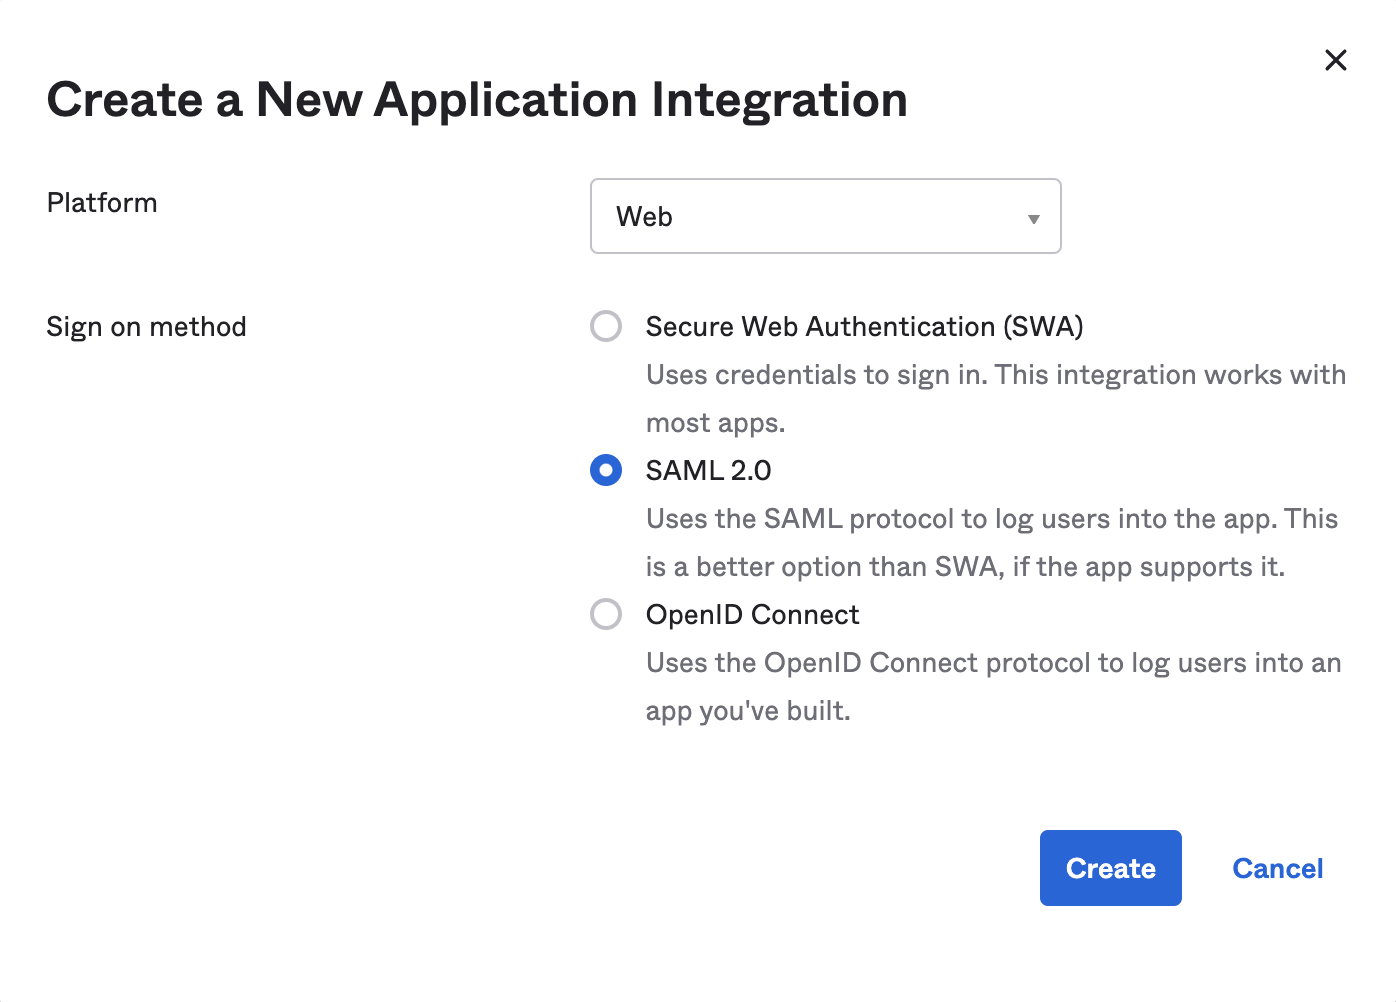 Create a New Application Integration
Platform
Web
Sign on method
Secure Web Authentication (SWA)
Uses credentials to sign in. This integration works with
most apps.
SAML 2.0
Uses the SAML protocol to log users into the app. This
is a better option than SWA, if the app supports it.
OpenID Connect
Uses the OpenID Connect protocol to log users into an
app you've built.
Create
Cancel